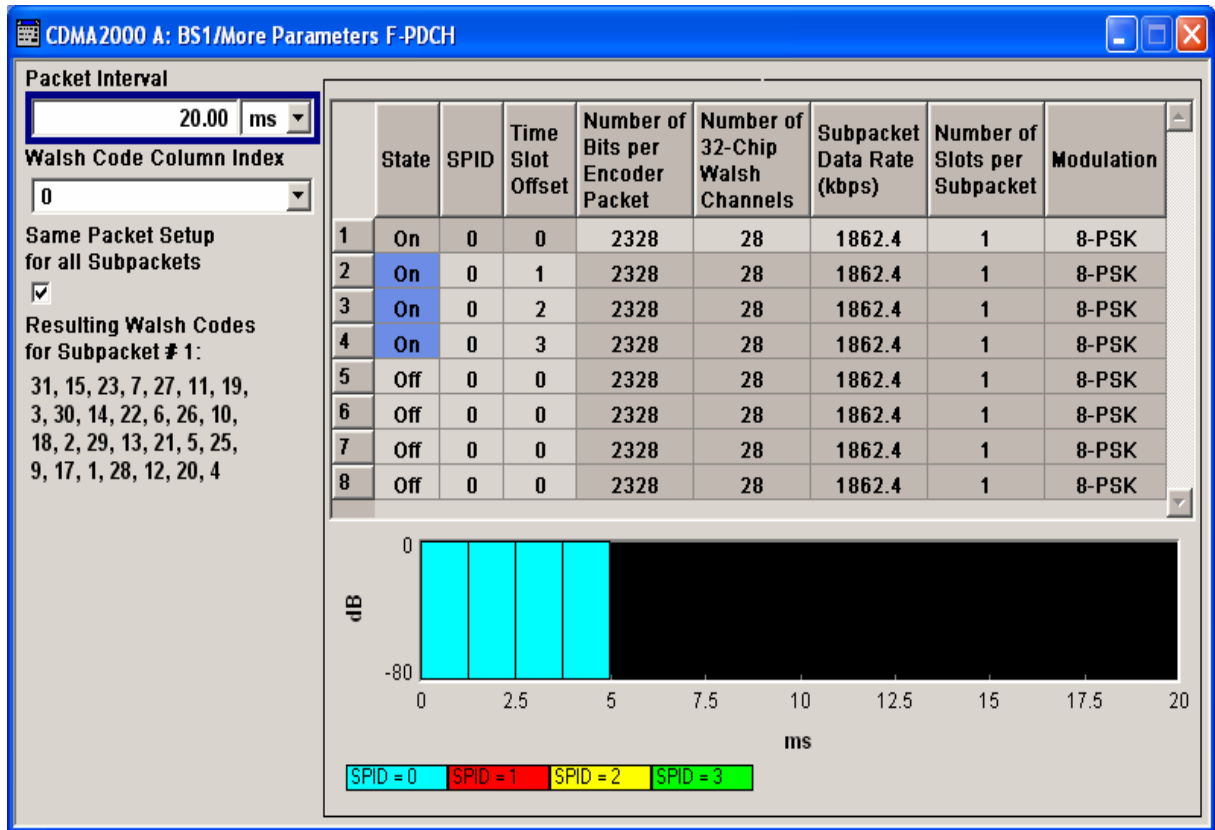 CDMA2000 A: BS1/More Parameters F-PDCH
Packet Interval
20.00 ms
Walsh Code Column Index
0
Same Packet Setup
for all Subpackets
Resulting Walsh Codes
for Subpacket # 1:
31, 15, 23, 7, 27, 11, 19,
3, 30, 14, 22, 6, 26, 10,
18, 2, 29, 13, 21, 5, 25,
9, 17, 1, 28, 12, 20, 4
State SPID Time Slot Offset Number of Bits per Encoder Packet Number of 32-Chip Walsh Channels Subpacket Data Rate (kbps) Number of Slots per Subpacket Modulation
1 On 0 0 2328 28 1862.4 1 8-PSK
2 On 0 1 2328 28 1862.4 1 8-PSK
3 On 0 2 2328 28 1862.4 1 8-PSK
4 On 0 3 2328 28 1862.4 1 8-PSK
5 Off 0 0 2328 28 1862.4 1 8-PSK
6 Off 0 0 2328 28 1862.4 1 8-PSK
7 Off 0 0 2328 28 1862.4 1 8-PSK
8 Off 0 0 2328 28 1862.4 1 8-PSK
0
dB
-80
0 2.5 5 7.5 10 12.5 15 17.5 20
ms
SPID = 0 SPID = 1 SPID = 2 SPID = 3